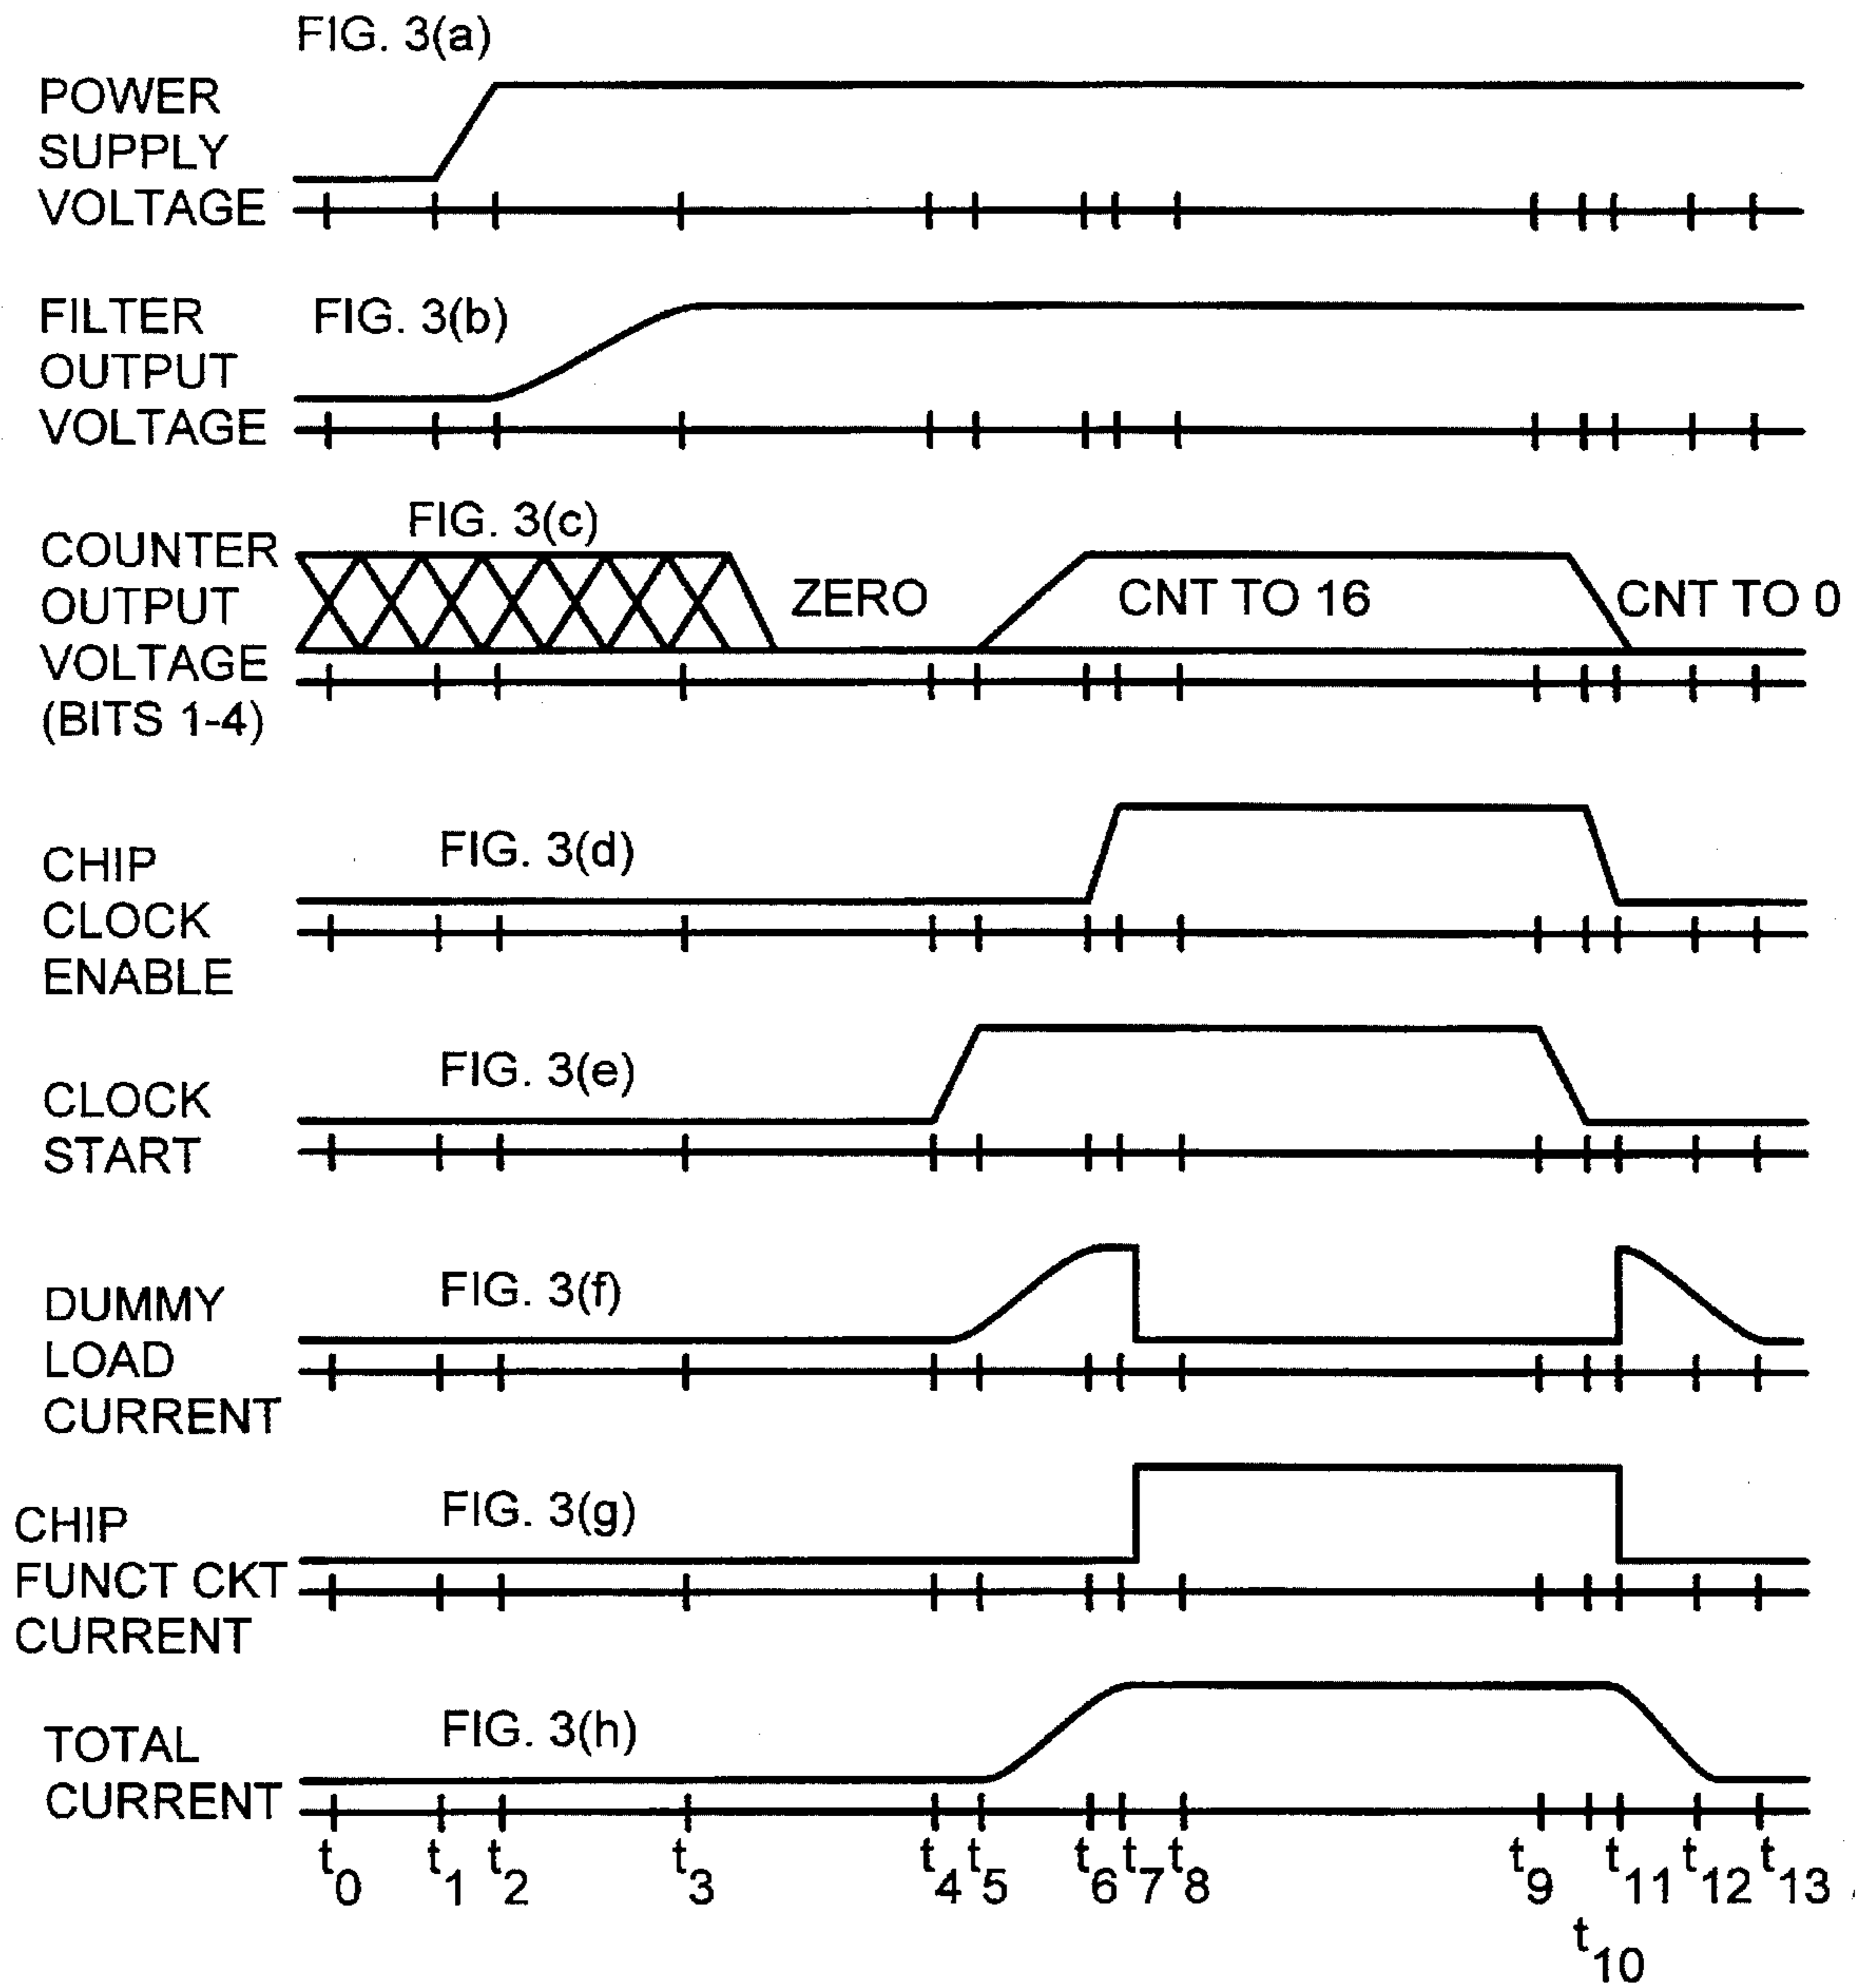 FIG. 3(a)
POWER
SUPPLY
VOLTAGE
FILTER
OUTPUT
VOLTAGE
FIG. 3(b)
FIG. 3(c)
COUNTER
OUTPUT
VOLTAGE
(BITS 1-4)
ZERO
CNT TO 16
CNT TO 0
FIG. 3(d)
CHIP
CLOCK
ENABLE
FIG. 3(e)
CLOCK
START
FIG. 3(f)
DUMMY
LOAD
CURRENT
FIG. 3(g)
CHIP
FUNCT CKT
CURRENT
FIG. 3(h)
TOTAL
CURRENT
t0 t1 t2 t3 t4 t5 t6 t7 t8 t9 t11 t12 t13
t10